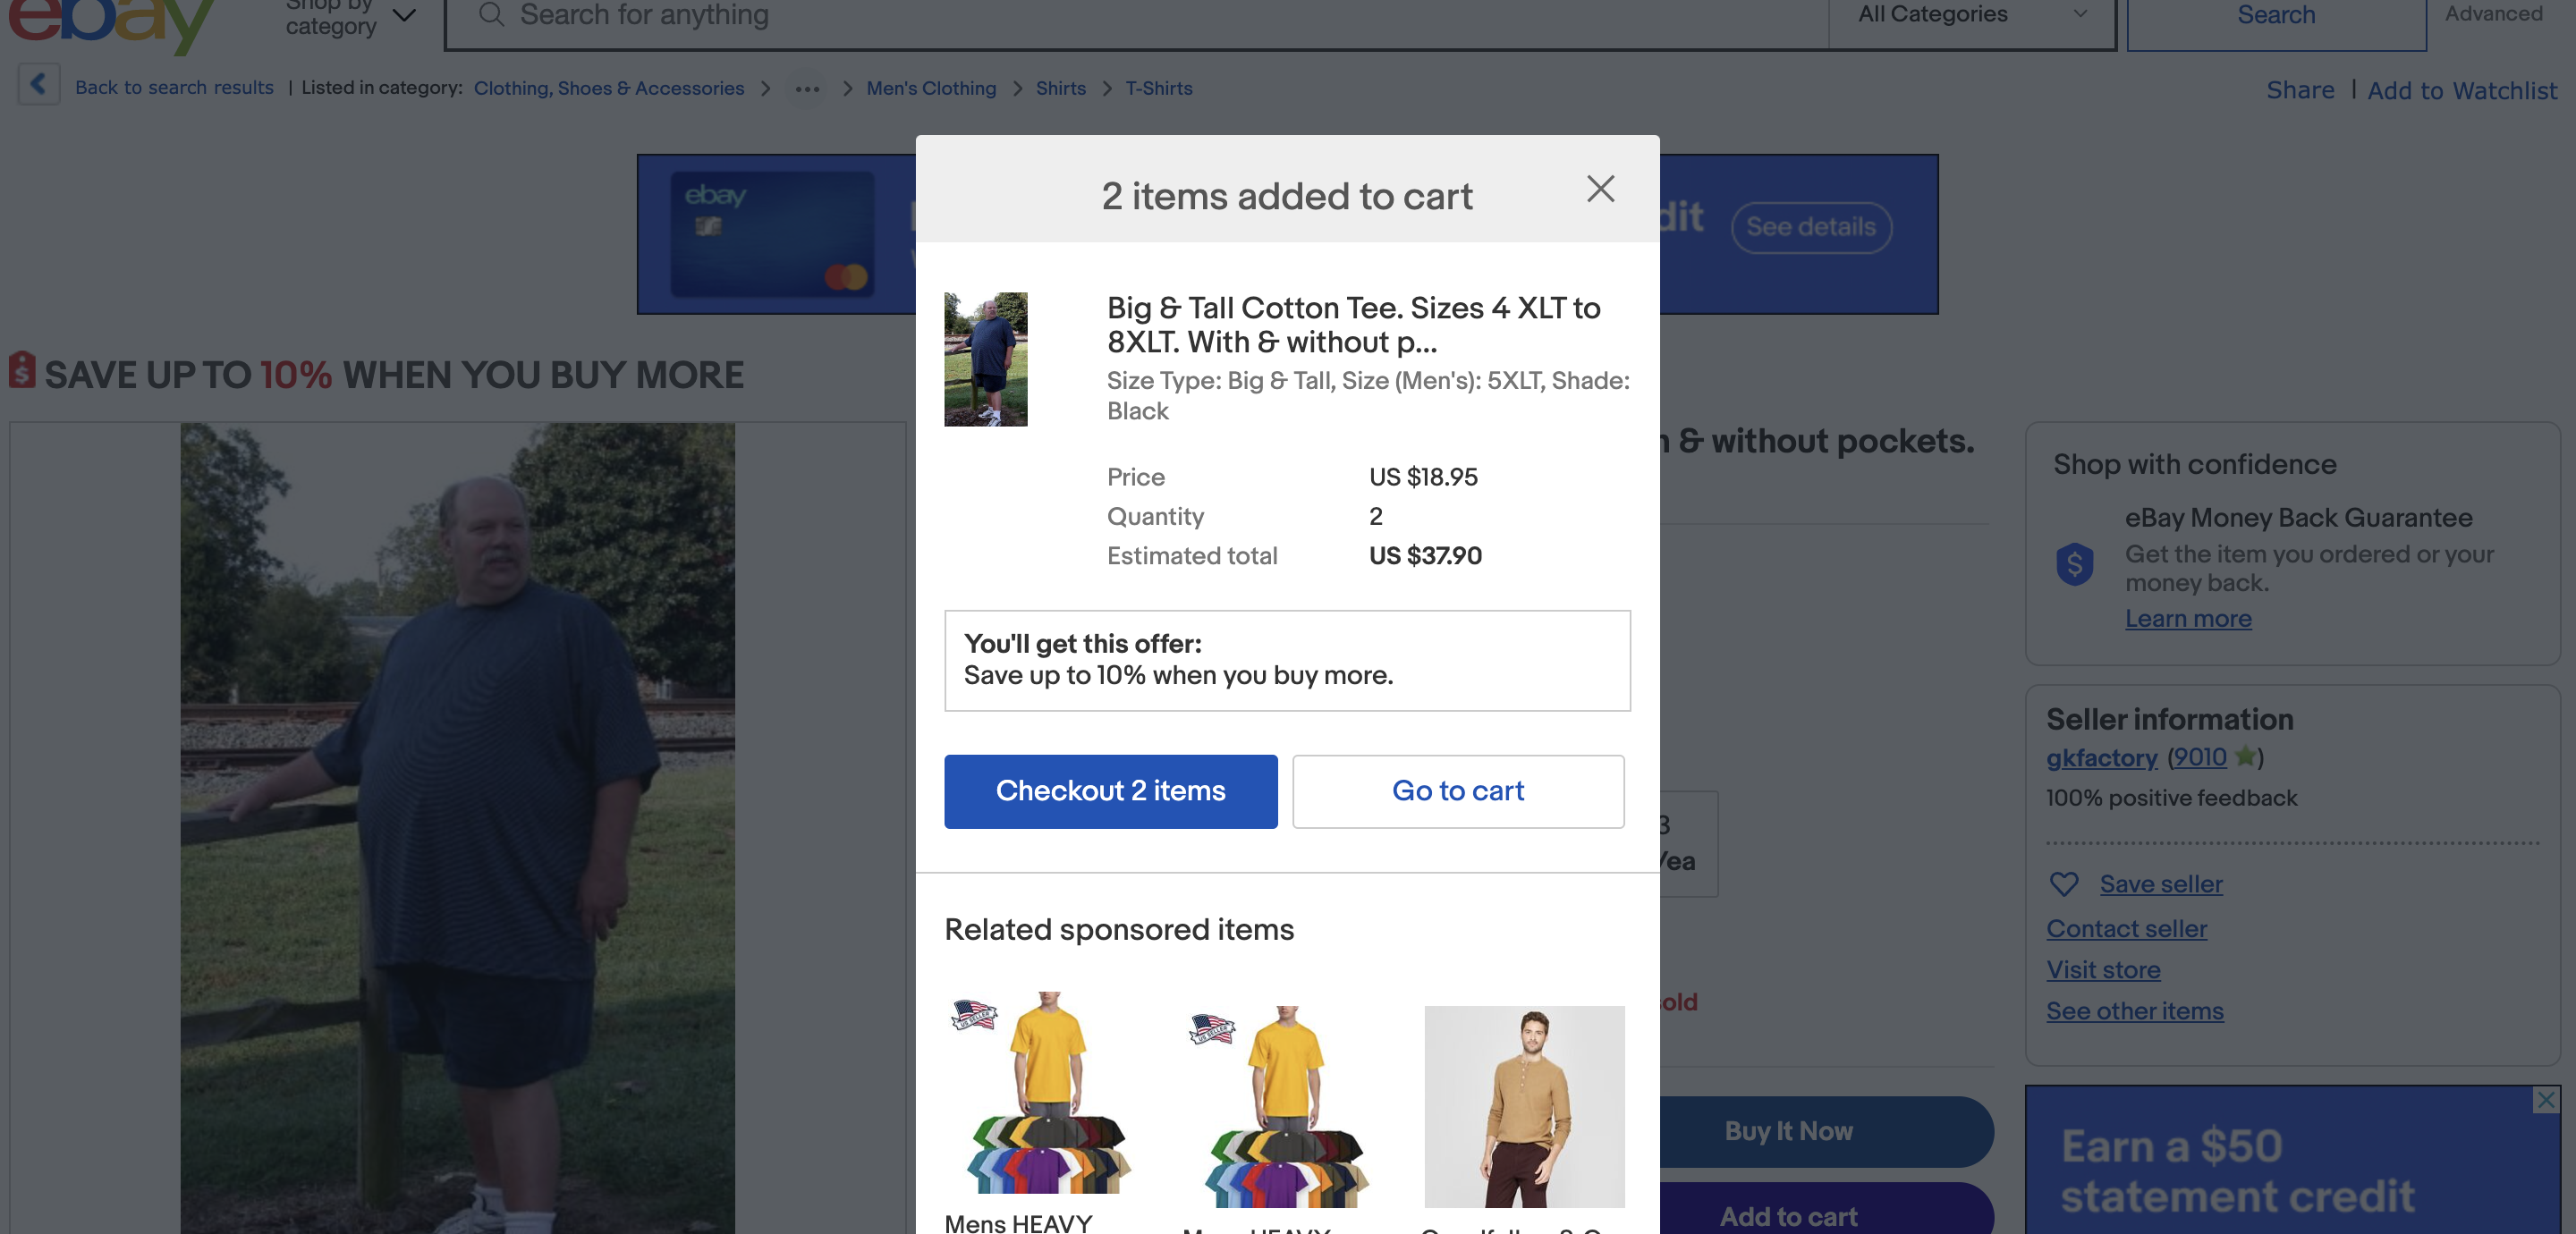 ebay
Shop by
category
Search for anything
All Categories
Search
Advanced
Back to search results | Listed in category: Clothing, Shoes & Accessories > ••• > Men's Clothing > Shirts > T-Shirts
Share | Add to Watchlist
ebay
dit
See details
SAVE UP TO 10% WHEN YOU BUY MORE
2 items added to cart
Big & Tall Cotton Tee. Sizes 4 XLT to
8XLT. With & without p...
Size Type: Big & Tall, Size (Men's): 5XLT, Shade:
Black
Price US $18.95
Quantity 2
Estimated total US $37.90
You'll get this offer:
Save up to 10% when you buy more.
Checkout 2 items
Go to cart
Related sponsored items
US SELLER
US SELLER
Mens HEAVY
& without pockets.
old
Buy It Now
Add to cart
Shop with confidence
eBay Money Back Guarantee
Get the item you ordered or your
money back.
Learn more
Seller information
gkfactory (9010)
100% positive feedback
Save seller
Contact seller
Visit store
See other items
Earn a $50
statement credit